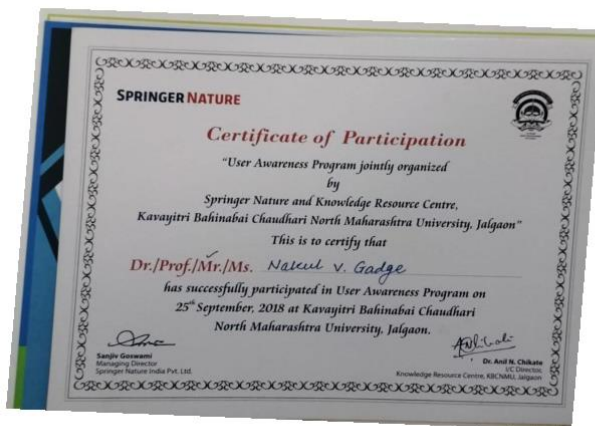 SPRINGER NATURE
Certificate of Participation
"User Awareness Program jointly organized
by
Springer Nature and Knowledge Resource Centre,
Kavayitri Bahinabai Chaudhari North Maharashtra University, Jalgaon"
This is to certify that
Dr./Prof./Mr./Ms. Nakul V. Gadge
has successfully participated in User Awareness Program on
25th September, 2018 at Kavayitri Bahinabai Chaudhari
North Maharashtra University, Jalgaon.
Sanjiv Goswami
Managing Director
Springer Nature India Pvt. Ltd.
Dr. Anil N. Chikate
I/C Director,
Knowledge Resource Centre, KBCNMU, Jalgaon